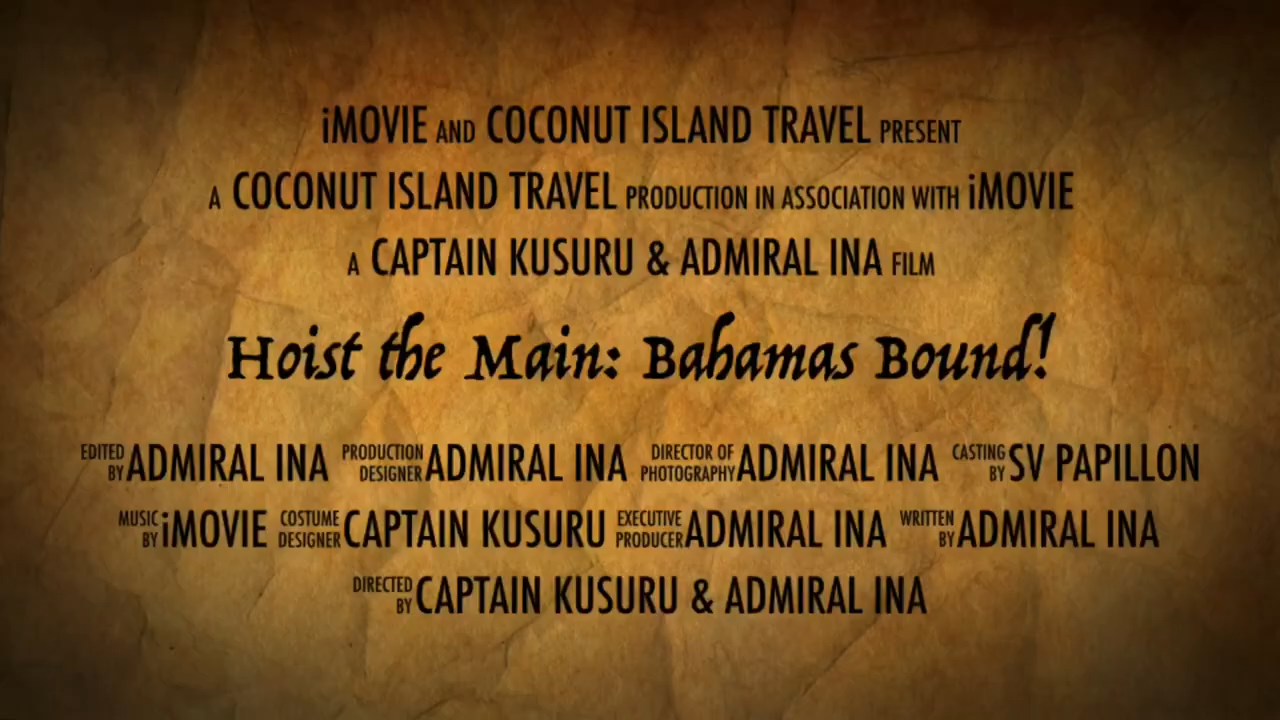 iMOVIE AND COCONUT ISLAND TRAVEL PRESENT
A COCONUT ISLAND TRAVEL PRODUCTION IN ASSOCIATION WITH iMOVIE
A CAPTAIN KUSURU & ADMIRAL INA FILM
Hoist the Main: Bahamas Bound!
EDITED BY ADMIRAL INA PRODUCTION DESIGNER ADMIRAL INA DIRECTOR OF PHOTOGRAPHY ADMIRAL INA CASTING BY SV PAPILLON
MUSIC BY iMOVIE COSTUME DESIGNER CAPTAIN KUSURU EXECUTIVE PRODUCER ADMIRAL INA WRITTEN BY ADMIRAL INA
DIRECTED BY CAPTAIN KUSURU & ADMIRAL INA